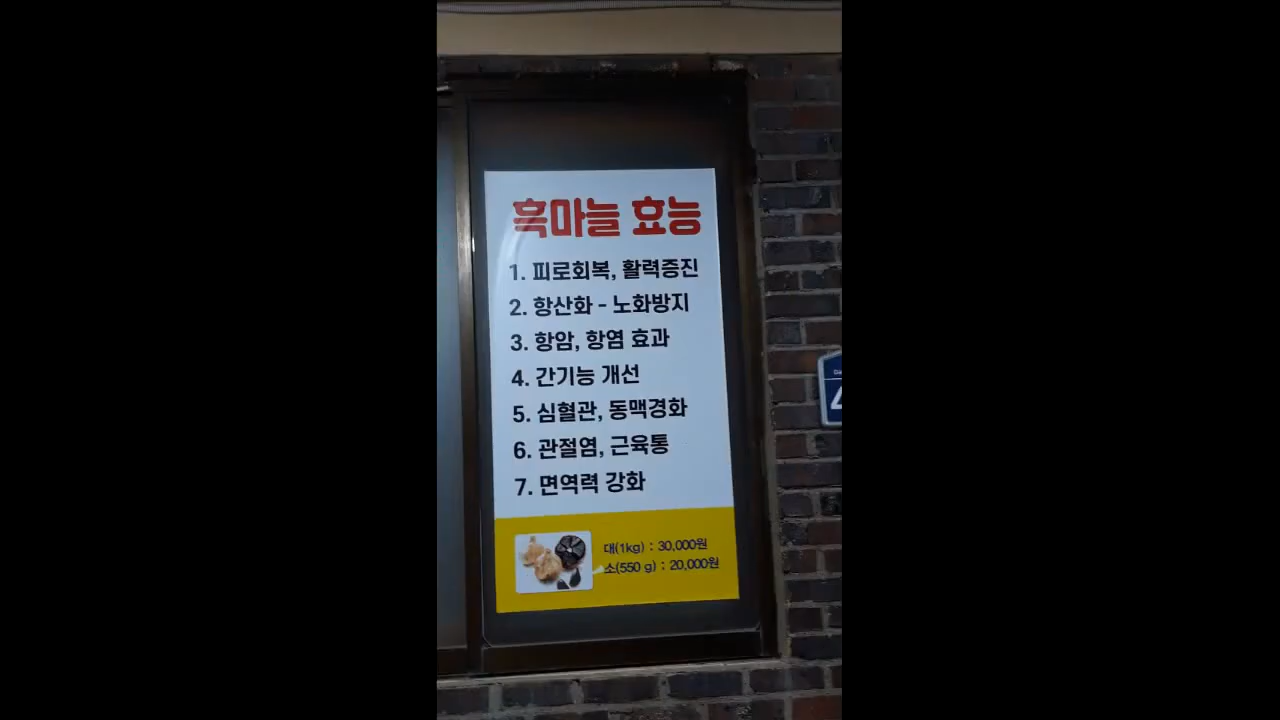 흑마늘 효능
1. 피로회복, 활력증진
2. 항산화 - 노화방지
3. 항암, 항염 효과
4. 간기능 개선
5. 심혈관, 동맥경화
6. 관절염, 근육통
7. 면역력 강화
대(1kg) : 30,000원
소(550 g) : 20,000원